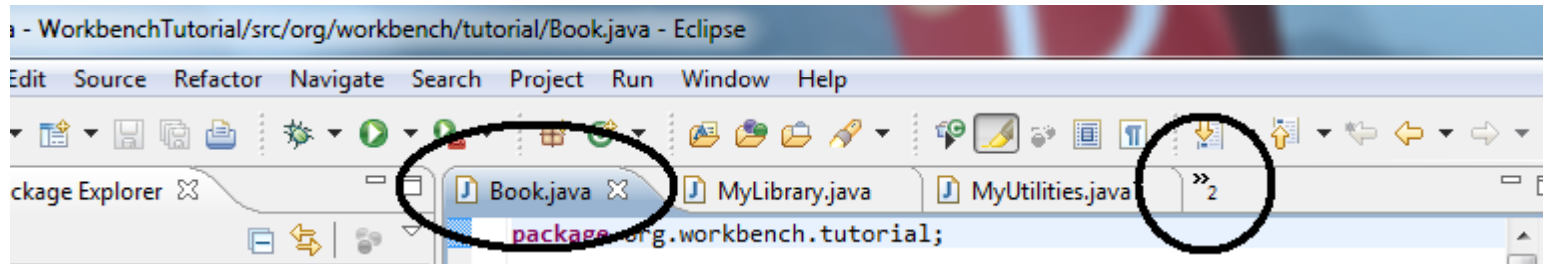 a - WorkbenchTutorial/src/org/workbench/tutorial/Book.java - Eclipse
Edit Source Refactor Navigate Search Project Run Window Help
ckage Explorer Book.java MyLibrary.java MyUtilities.java »2
package org.workbench.tutorial;